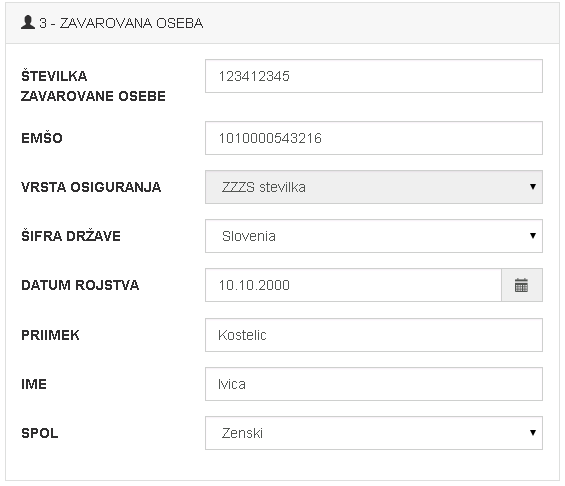 3 - ZAVAROVANA OSEBA
ŠTEVILKA
ZAVAROVANE OSEBE
123412345
EMŠO
1010000543216
VRSTA OSIGURANJA
ZZZS stevilka
ŠIFRA DRŽAVE
Slovenia
DATUM ROJSTVA
10.10.2000
PRIIMEK
Kostelic
IME
Ivica
SPOL
Zenski